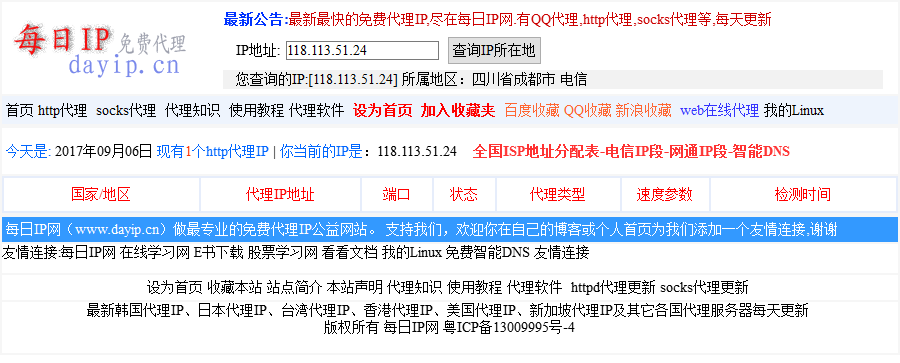 每日IP 免费代理
dayip.cn
最新公告:最新最快的免费代理IP,尽在每日IP网.有QQ代理,http代理,socks代理等,每天更新
IP地址: 118.113.51.24 查询IP所在地
您查询的IP:[118.113.51.24] 所属地区：四川省成都市 电信
首页 http代理 socks代理 代理知识 使用教程 代理软件 设为首页 加入收藏夹 百度收藏 QQ收藏 新浪收藏 web在线代理 我的Linux
今天是: 2017年09月06日 现有1个http代理IP | 你当前的IP是：118.113.51.24 全国ISP地址分配表-电信IP段-网通IP段-智能DNS
国家/地区 代理IP地址 端口 状态 代理类型 速度参数 检测时间
每日IP网（www.dayip.cn）做最专业的免费代理IP公益网站。 支持我们，欢迎你在自己的博客或个人首页为我们添加一个友情连接,谢谢
友情连接:每日IP网 在线学习网 E书下载 股票学习网 看看文档 我的Linux 免费智能DNS 友情连接
设为首页 收藏本站 站点简介 本站声明 代理知识 使用教程 代理软件 httpd代理更新 socks代理更新
最新韩国代理IP、日本代理IP、台湾代理IP、香港代理IP、美国代理IP、新加坡代理IP及其它各国代理服务器每天更新
版权所有 每日IP网 粤ICP备13009995号-4